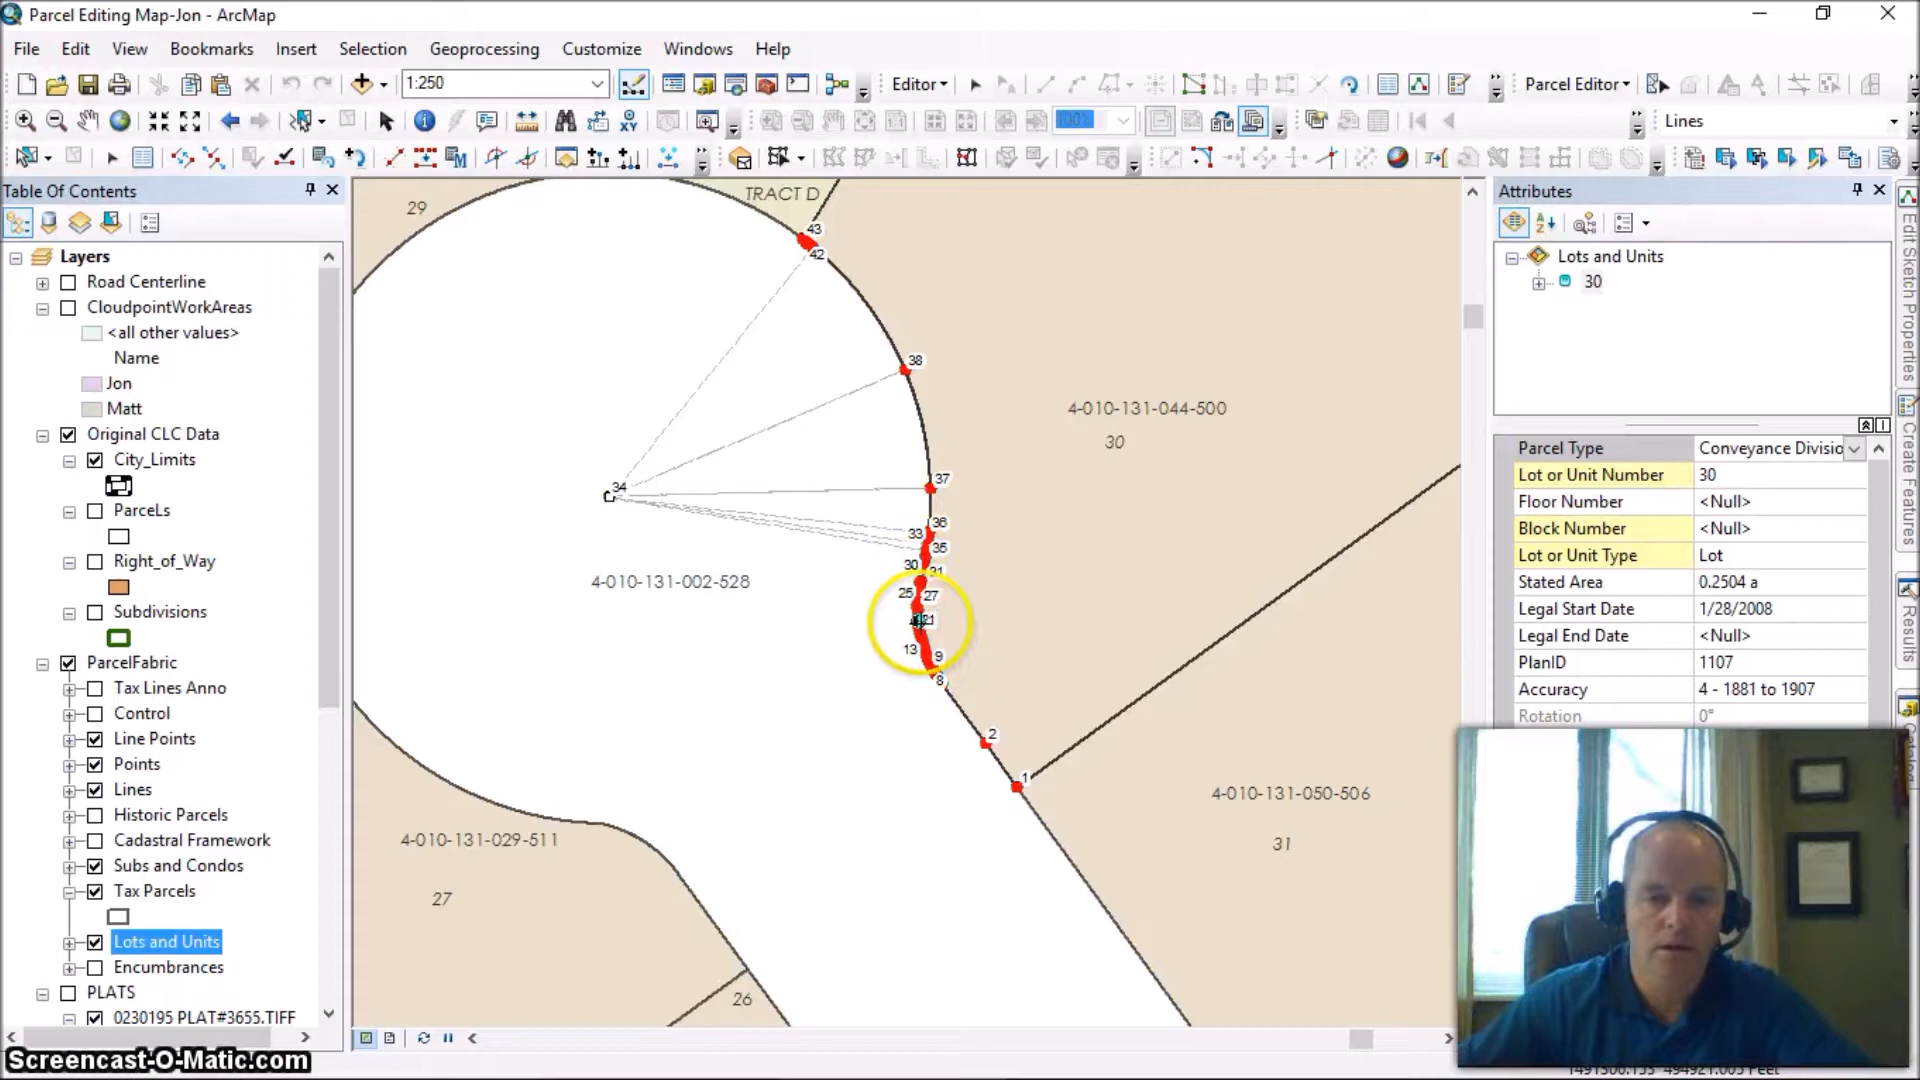 Parcel Editing Map-Jon - ArcMap
File Edit View Bookmarks Insert Selection Geoprocessing Customize Windows Help
1:250
Editor
Parcel Editor
100%
Lines
Table Of Contents
Layers
Road Centerline
CloudpointWorkAreas
<all other values>
Name
Jon
Matt
Original CLC Data
City_Limits
ParceLs
Right_of_Way
Subdivisions
ParcelFabric
Tax Lines Anno
Control
Line Points
Points
Lines
Historic Parcels
Cadastral Framework
Subs and Condos
Tax Parcels
Lots and Units
Encumbrances
PLATS
0230195 PLAT#3655.TIFF
Screencast-O-Matic.com
TRACT D
29
43
42
38
4-010-131-044-500
30
34
37
36
33
35
30
31
25
27
21
13
9
8
4-010-131-002-528
2
1
4-010-131-050-506
31
4-010-131-029-511
27
26
Attributes
Lots and Units
30
Parcel Type Conveyance Divisio
Lot or Unit Number 30
Floor Number <Null>
Block Number <Null>
Lot or Unit Type Lot
Stated Area 0.2504 a
Legal Start Date 1/28/2008
Legal End Date <Null>
PlanID 1107
Accuracy 4 - 1881 to 1907
Rotation 0°
Edit Sketch Properties
Create Features
Results